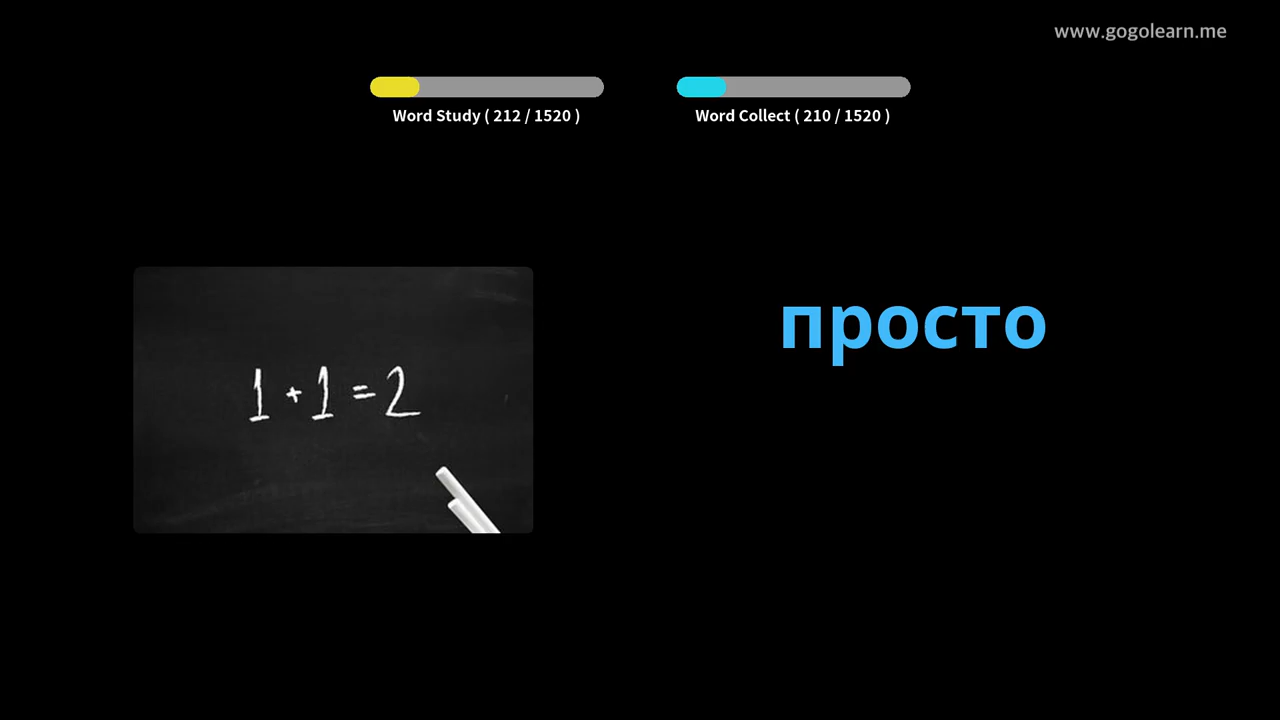 www.gogolearn.me
Word Study ( 212 / 1520 )
Word Collect ( 210 / 1520 )
просто
1 + 1 = 2